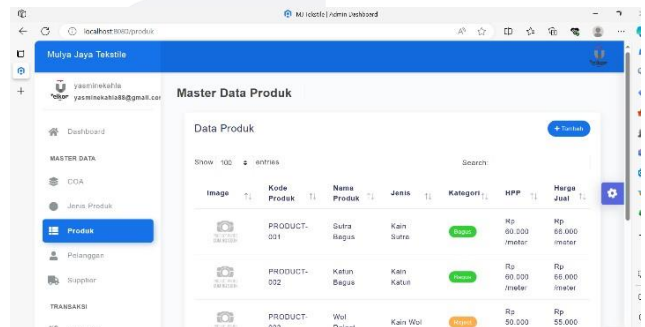 MJ Tekstile | Admin Dashboard
localhost:8080/produk
Mulya Jaya Tekstile
yasminekahla
yasminekahla88@gmail.com
Master Data Produk
Dashboard
MASTER DATA
COA
Jenis Produk
Produk
Pelanggan
Supplier
TRANSAKSI
Data Produk
+ Tambah
Show 100 entries
Search:
Image Kode Produk Nama Produk Jenis Kategori HPP Harga Jual
PRODUCT-001 Sutra Bagus Kain Sutra Bagus Rp 60.000 /meter Rp 66.000 /meter
PRODUCT-002 Katun Bagus Kain Katun Bagus Rp 60.000 /meter Rp 66.000 /meter
PRODUCT- Wol Kain Wol Reject Rp 50.000 Rp 55.000